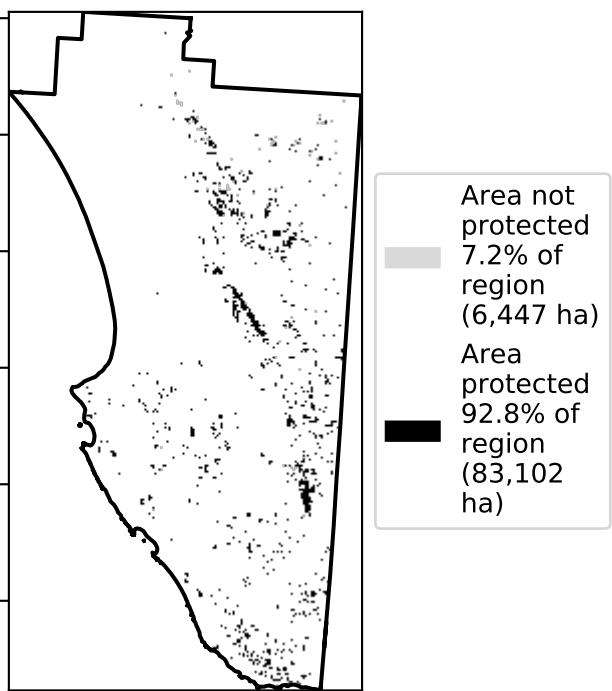 Area not
protected
7.2% of
region
(6,447 ha)
Area
protected
92.8% of
region
(83,102
ha)